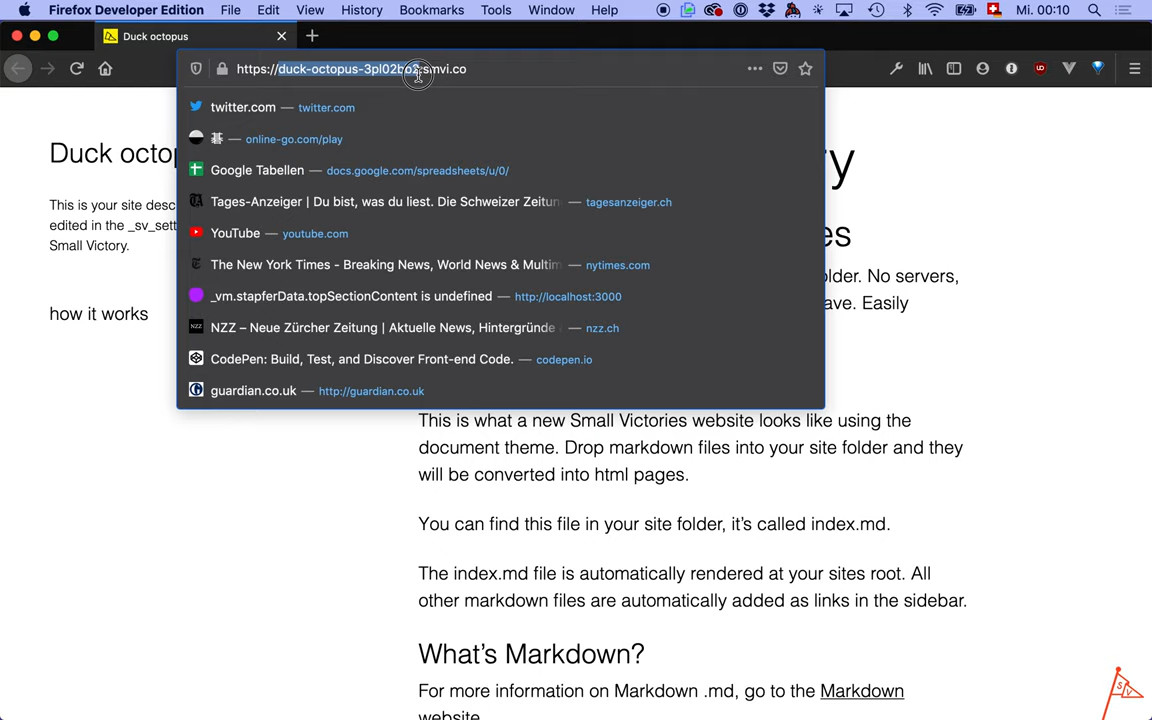 Firefox Developer Edition File Edit View History Bookmarks Tools Window Help Mi. 00:10
Duck octopus
https://duck-octopus-3pl02bo2.smvi.co
twitter.com — twitter.com
碁 — online-go.com/play
Google Tabellen — docs.google.com/spreadsheets/u/0/
Tages-Anzeiger | Du bist, was du liest. Die Schweizer Zeitun — tagesanzeiger.ch
YouTube — youtube.com
The New York Times - Breaking News, World News & Multim — nytimes.com
_vm.stapferData.topSectionContent is undefined — http://localhost:3000
NZZ – Neue Zürcher Zeitung | Aktuelle News, Hintergründe — nzz.ch
CodePen: Build, Test, and Discover Front-end Code. — codepen.io
guardian.co.uk — http://guardian.co.uk
Duck octo
This is your site desc
edited in the _sv_sett
Small Victory.
how it works
ry
es
older. No servers,
ave. Easily
This is what a new Small Victories website looks like using the
document theme. Drop markdown files into your site folder and they
will be converted into html pages.
You can find this file in your site folder, it's called index.md.
The index.md file is automatically rendered at your sites root. All
other markdown files are automatically added as links in the sidebar.
What's Markdown?
For more information on Markdown .md, go to the Markdown
website
SV